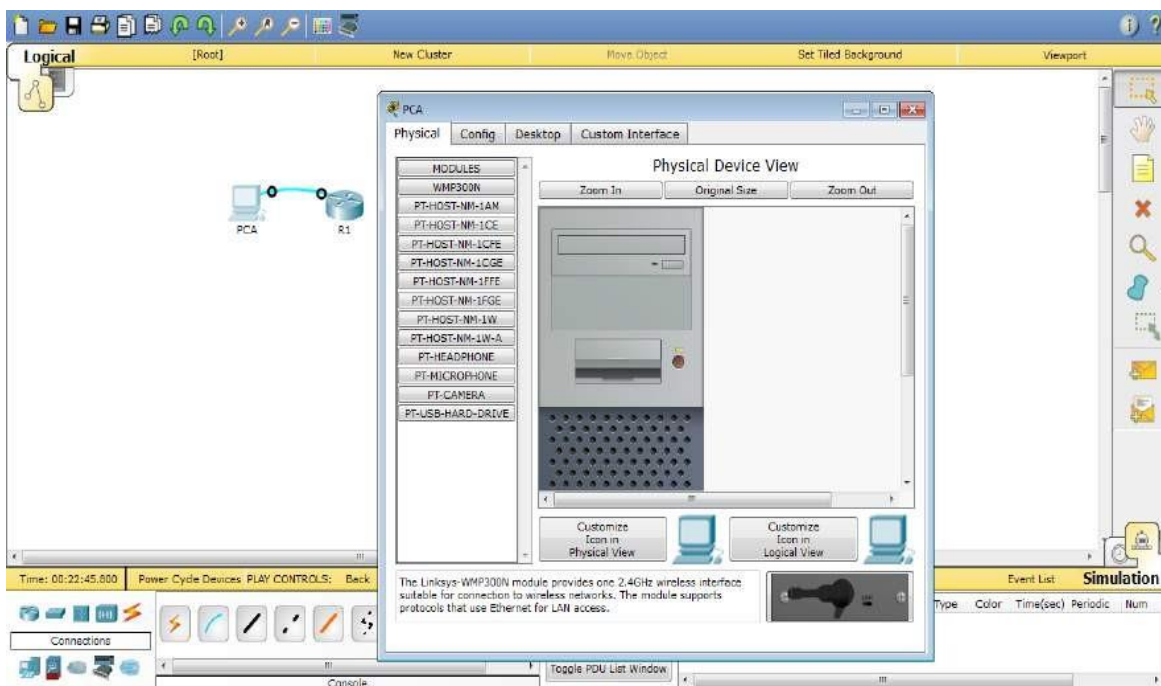 Logical
[Root]
New Cluster
Move Object
Set Tiled Background
Viewport
PCA
R1
PCA
Physical
Config
Desktop
Custom Interface
MODULES
WMP300N
PT-HOST-NM-1AM
PT-HOST-NM-1CE
PT-HOST-NM-1CFE
PT-HOST-NM-1CGE
PT-HOST-NM-1FFE
PT-HOST-NM-1FGE
PT-HOST-NM-1W
PT-HOST-NM-1W-A
PT-HEADPHONE
PT-MICROPHONE
PT-CAMERA
PT-USB-HARD-DRIVE
Physical Device View
Zoom In
Original Size
Zoom Out
Customize
Icon in
Physical View
Customize
Icon in
Logical View
The Linksys-WMP300N module provides one 2.4GHz wireless interface
suitable for connection to wireless networks. The module supports
protocols that use Ethernet for LAN access.
Time: 00:22:45.800
Power Cycle Devices PLAY CONTROLS: Back
Event List
Simulation
Connections
Type Color Time(sec) Periodic Num
Toggle PDU List Window
Console